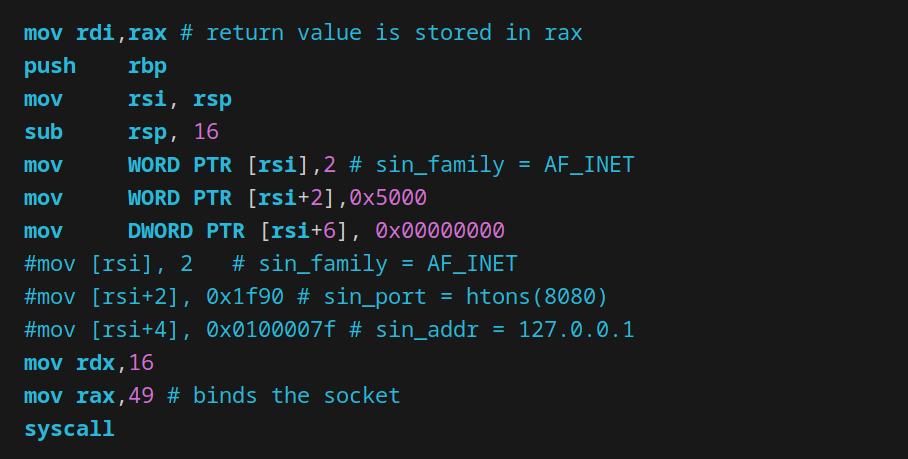 mov rdi,rax # return value is stored in rax
push    rbp
mov     rsi, rsp
sub     rsp, 16
mov     WORD PTR [rsi],2 # sin_family = AF_INET
mov     WORD PTR [rsi+2],0x5000
mov     DWORD PTR [rsi+6], 0x00000000
#mov [rsi], 2   # sin_family = AF_INET
#mov [rsi+2], 0x1f90 # sin_port = htons(8080)
#mov [rsi+4], 0x0100007f # sin_addr = 127.0.0.1
mov rdx,16
mov rax,49 # binds the socket
syscall